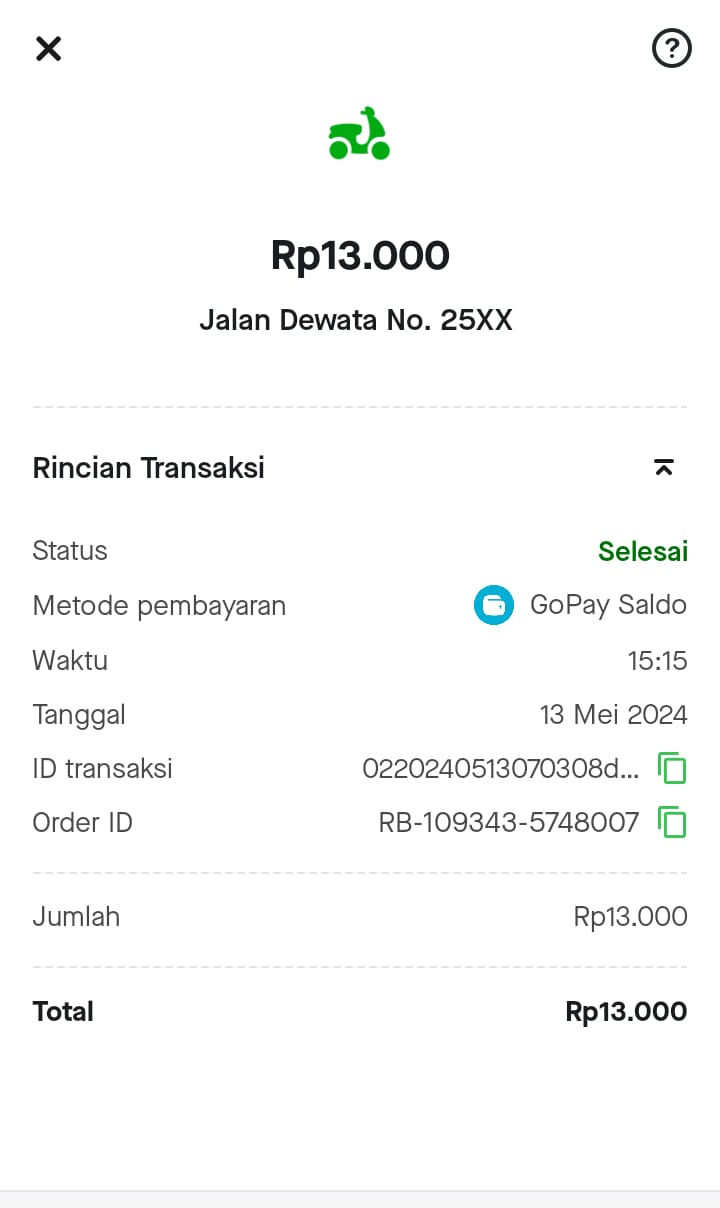 Rp13.000
Jalan Dewata No. 25XX
Rincian Transaksi
Status Selesai
Metode pembayaran GoPay Saldo
Waktu 15:15
Tanggal 13 Mei 2024
ID transaksi 0220240513070308d...
Order ID RB-109343-5748007
Jumlah Rp13.000
Total Rp13.000